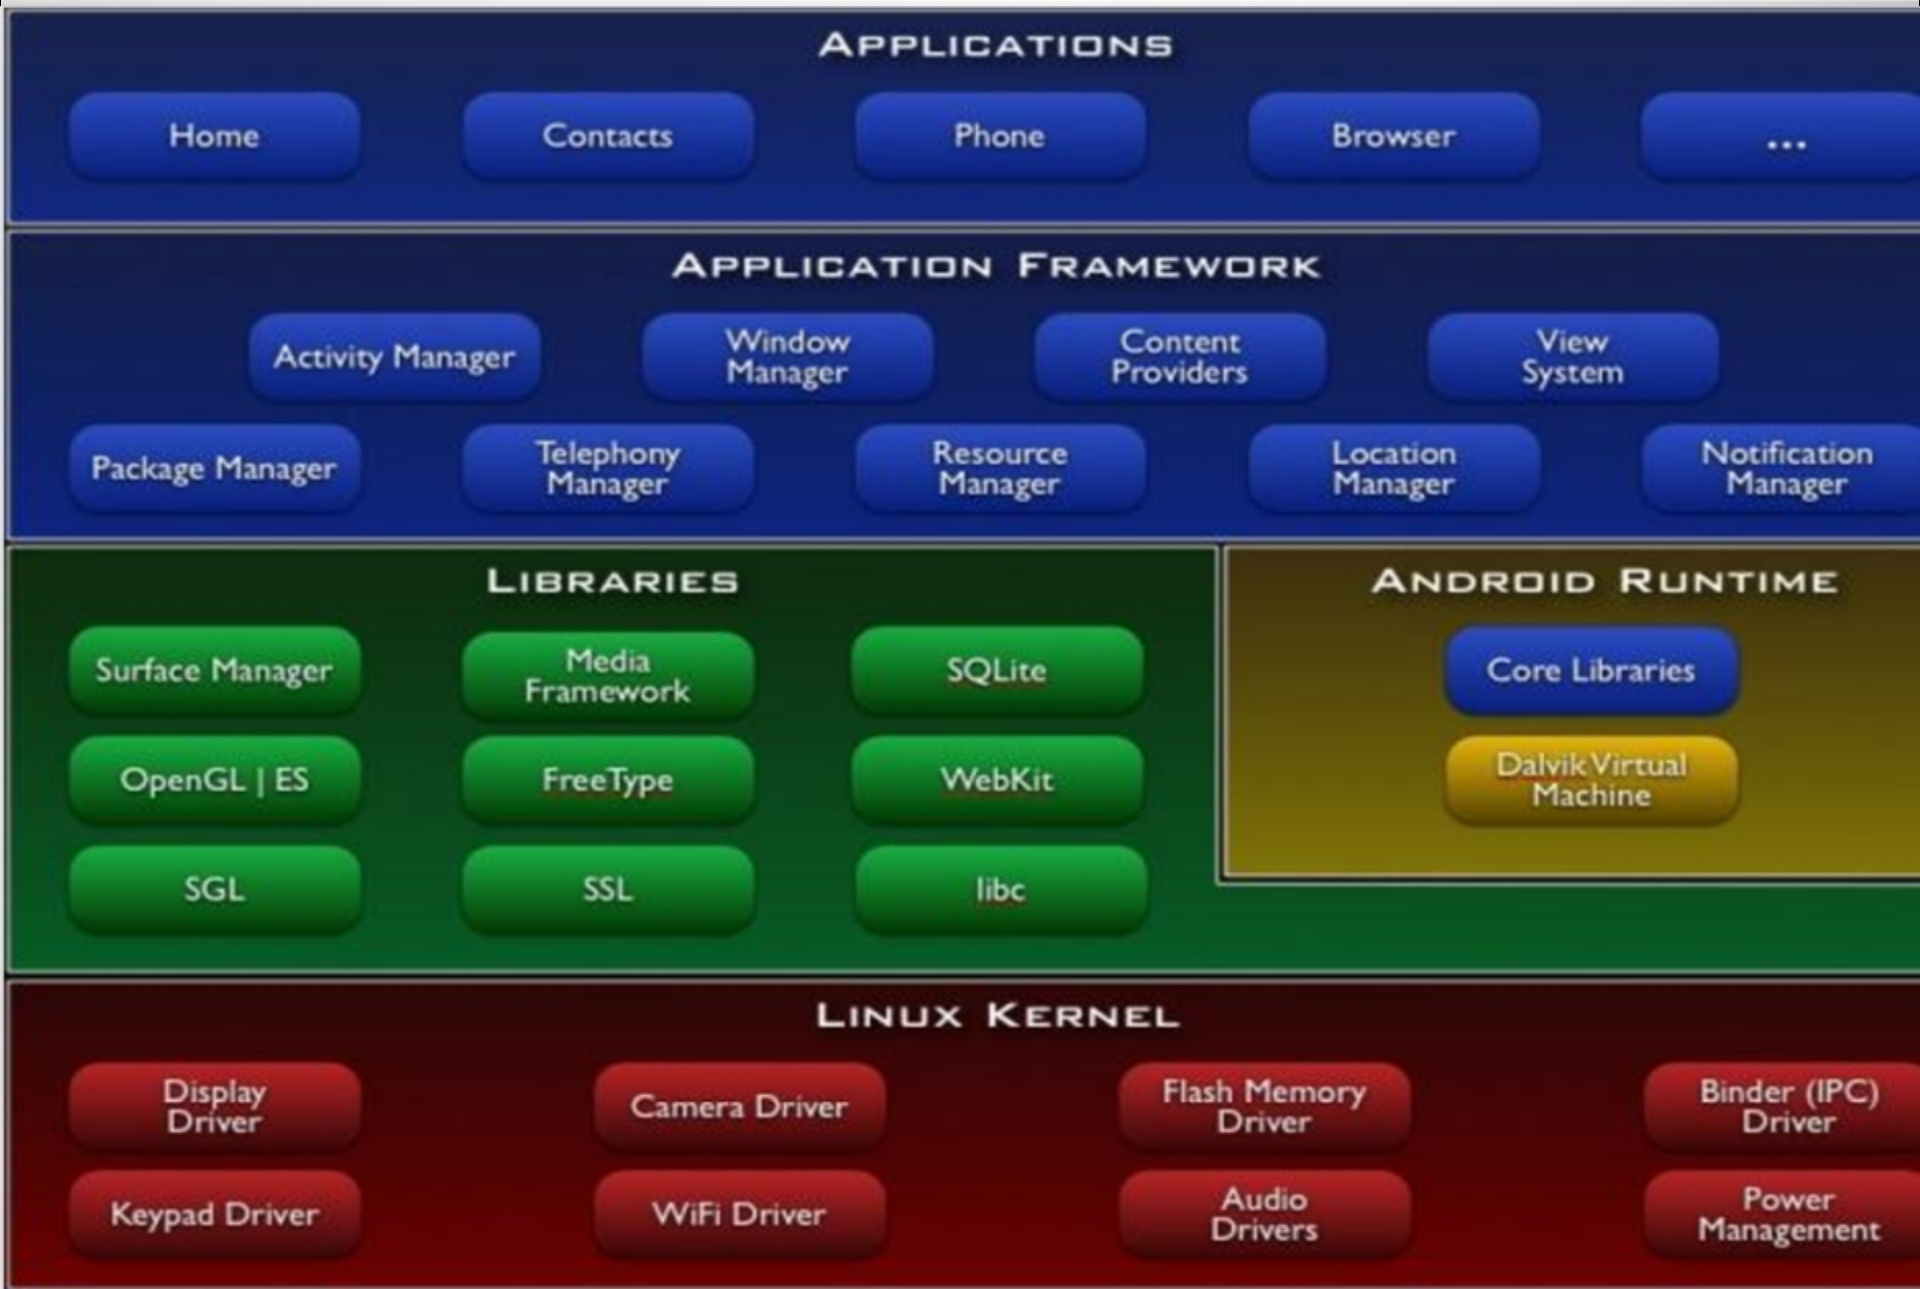 APPLICATIONS
Home
Contacts
Phone
Browser
...
APPLICATION FRAMEWORK
Activity Manager
Window
Manager
Content
Providers
View
System
Package Manager
Telephony
Manager
Resource
Manager
Location
Manager
Notification
Manager
LIBRARIES
Surface Manager
Media
Framework
SQLite
OpenGL | ES
FreeType
WebKit
SGL
SSL
libc
ANDROID RUNTIME
Core Libraries
Dalvik Virtual
Machine
LINUX KERNEL
Display
Driver
Camera Driver
Flash Memory
Driver
Binder (IPC)
Driver
Keypad Driver
WiFi Driver
Audio
Drivers
Power
Management